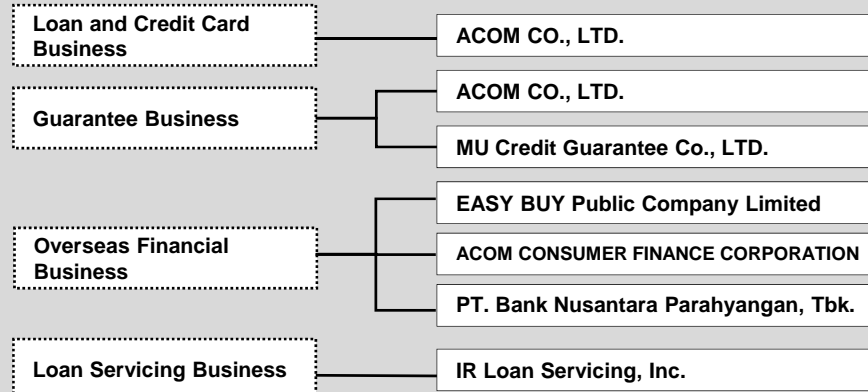 Loan and Credit Card
Business
ACOM CO., LTD.
Guarantee Business
ACOM CO., LTD.
MU Credit Guarantee Co., LTD.
Overseas Financial
Business
EASY BUY Public Company Limited
ACOM CONSUMER FINANCE CORPORATION
PT. Bank Nusantara Parahyangan, Tbk.
Loan Servicing Business
IR Loan Servicing, Inc.